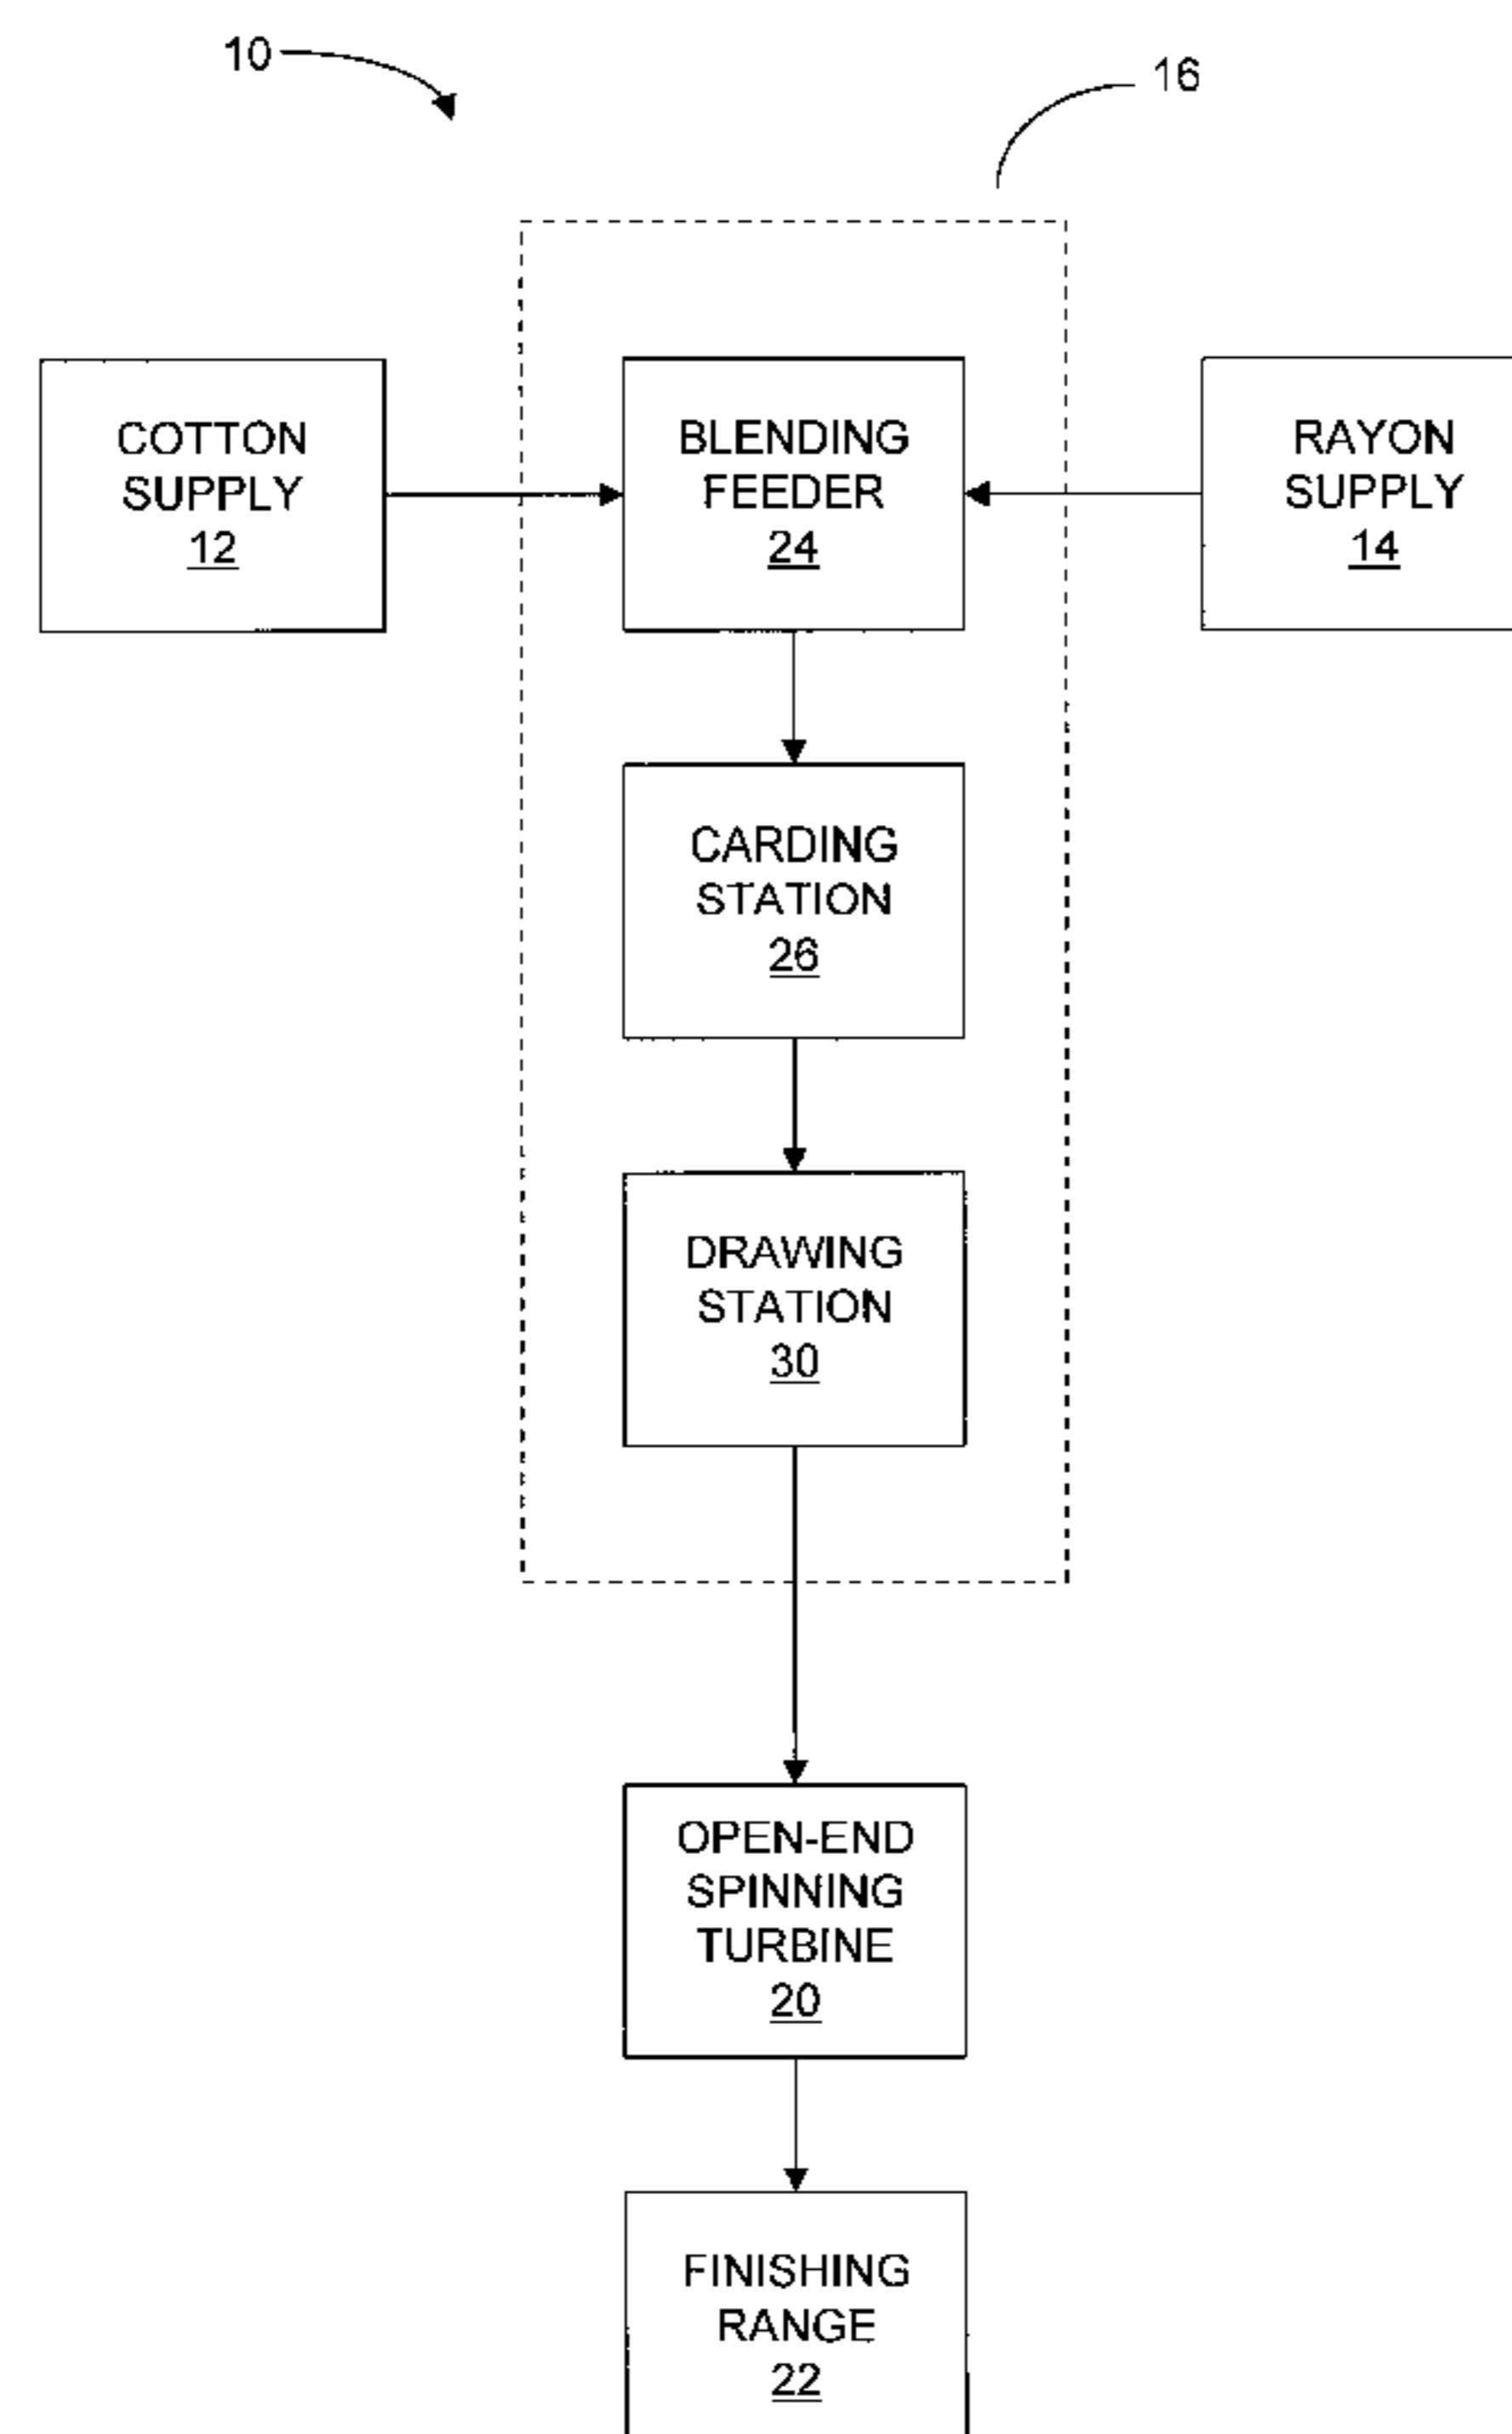 10
16
COTTON
SUPPLY
12
BLENDING
FEEDER
24
RAYON
SUPPLY
14
CARDING
STATION
26
DRAWING
STATION
30
OPEN-END
SPINNING
TURBINE
20
FINISHING
RANGE
22